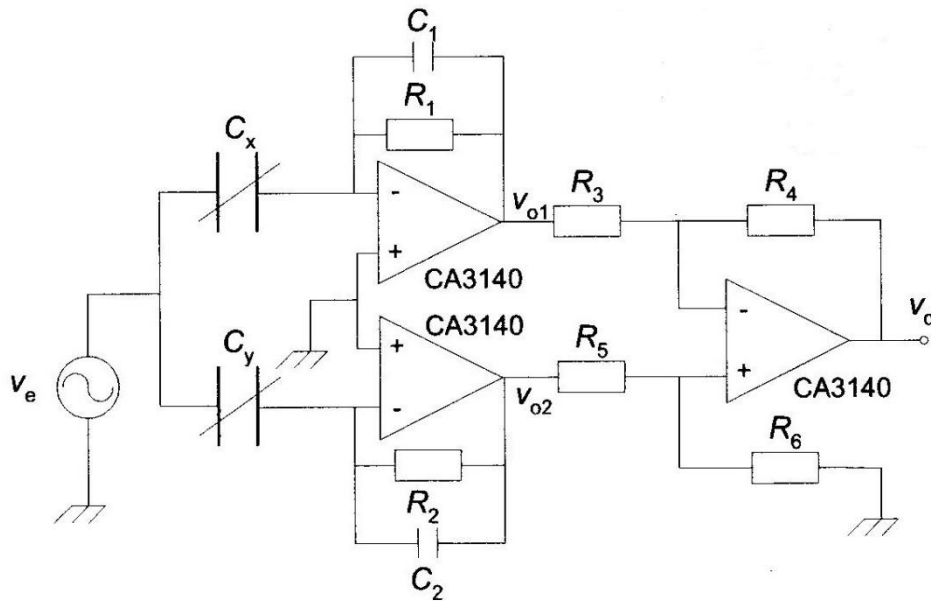 C1
R1
Cx
-
vo1
R3
R4
+
CA3140
CA3140
-
vo
Cy
+
R5
+
ve
-
vo2
CA3140
R6
R2
C2